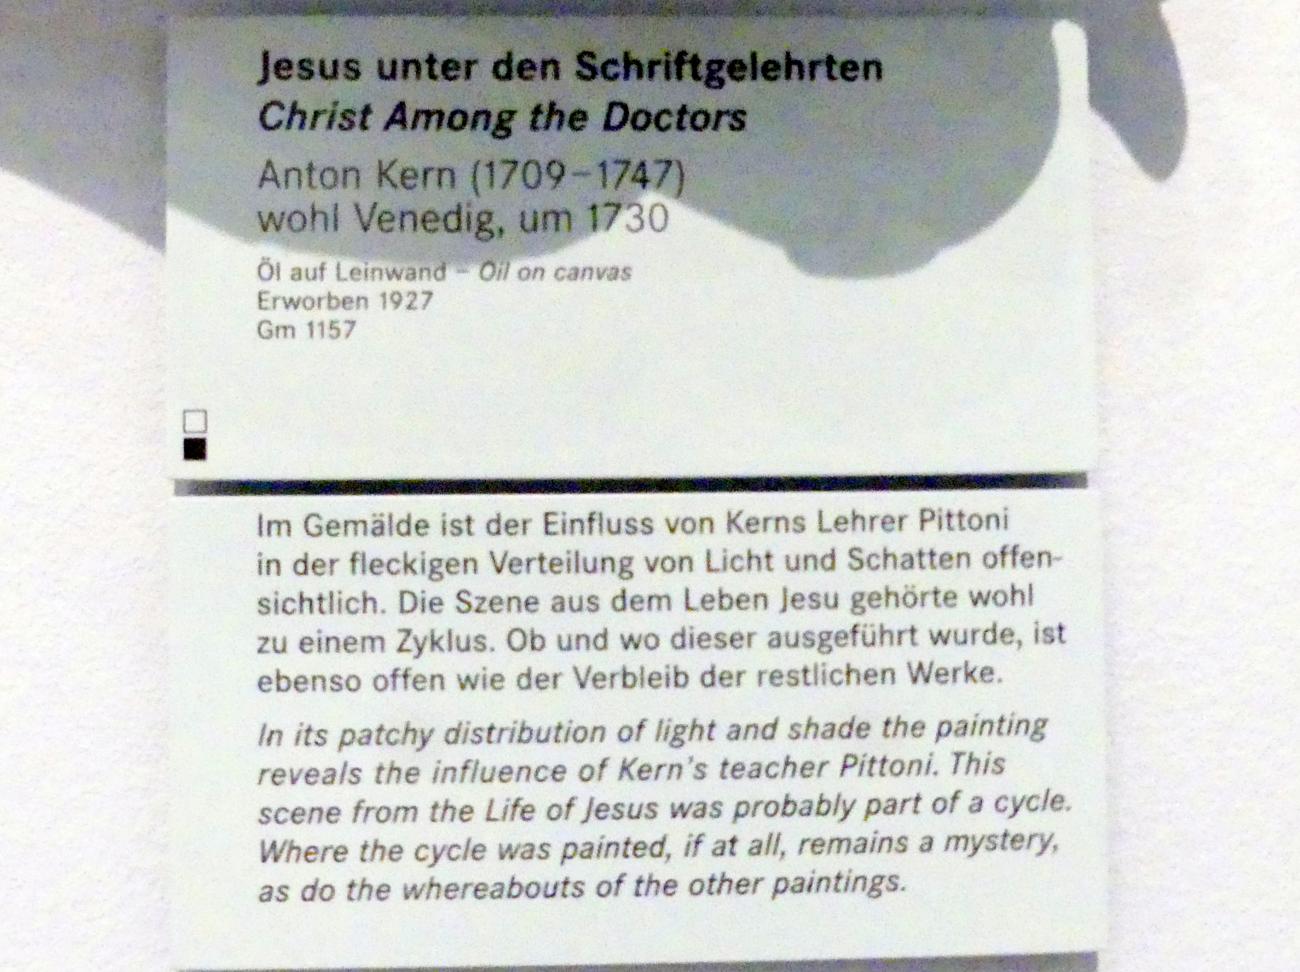 Jesus unter den Schriftgelehrten
Christ Among the Doctors
Anton Kern (1709–1747)
wohl Venedig, um 1730
Öl auf Leinwand – Oil on canvas
Erworben 1927
Gm 1157
Im Gemälde ist der Einfluss von Kerns Lehrer Pittoni
in der fleckigen Verteilung von Licht und Schatten offen-
sichtlich. Die Szene aus dem Leben Jesu gehörte wohl
zu einem Zyklus. Ob und wo dieser ausgeführt wurde, ist
ebenso offen wie der Verbleib der restlichen Werke.
In its patchy distribution of light and shade the painting
reveals the influence of Kern's teacher Pittoni. This
scene from the Life of Jesus was probably part of a cycle.
Where the cycle was painted, if at all, remains a mystery,
as do the whereabouts of the other paintings.